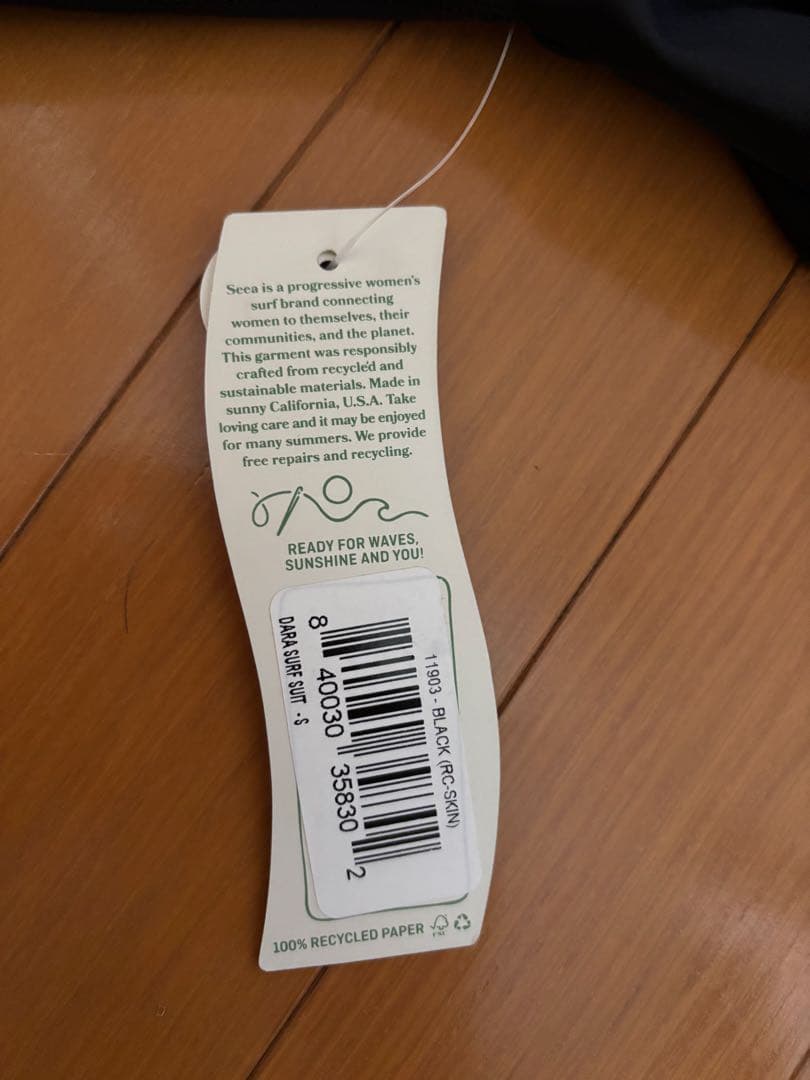 Seea is a progressive women's
surf brand connecting
women to themselves, their
communities, and the planet.
This garment was responsibly
crafted from recycled and
sustainable materials. Made in
sunny California, U.S.A. Take
loving care and it may be enjoyed
for many summers. We provide
free repairs and recycling.
READY FOR WAVES,
SUNSHINE AND YOU!
11903 - BLACK (RC-SKIN)
8 40030 35830 2
DARA SURF SUIT - S
100% RECYCLED PAPER
FSC